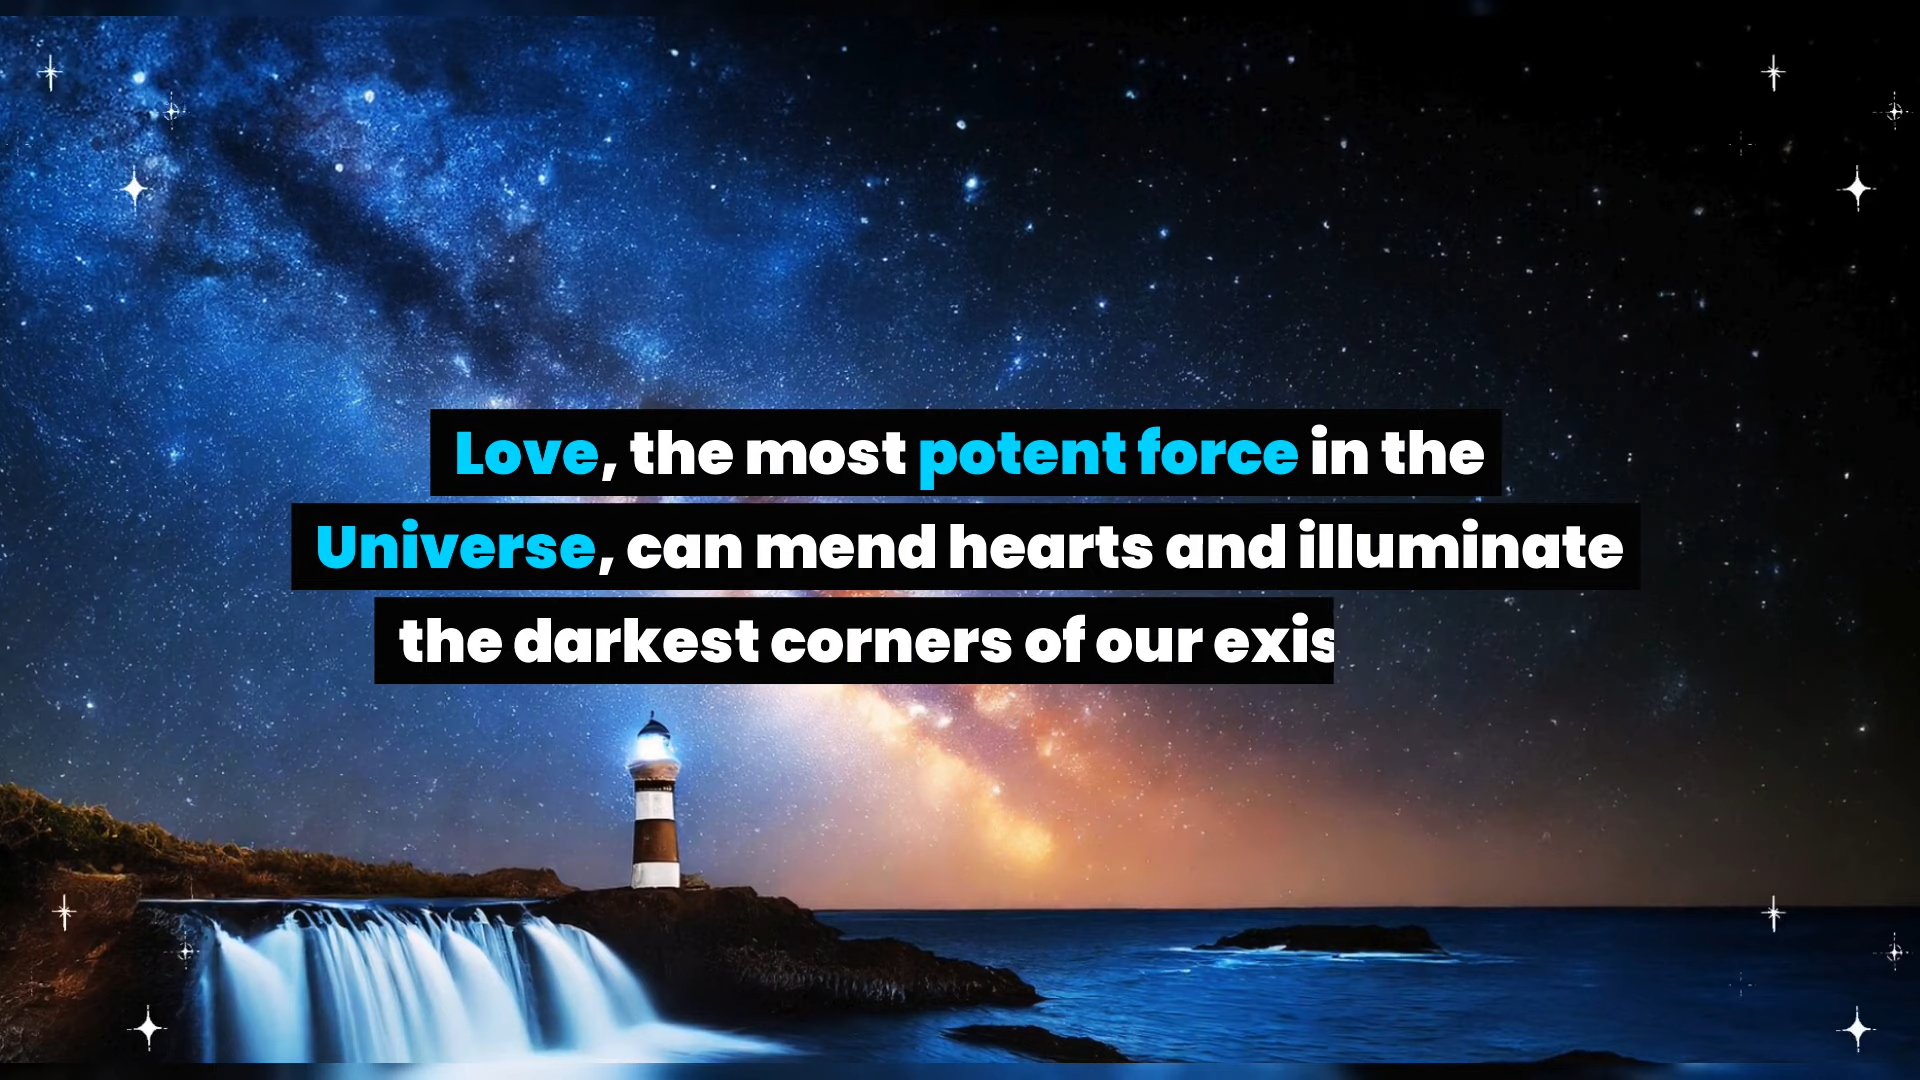 Love, the most potent force in the
Universe, can mend hearts and illuminate
the darkest corners of our exis